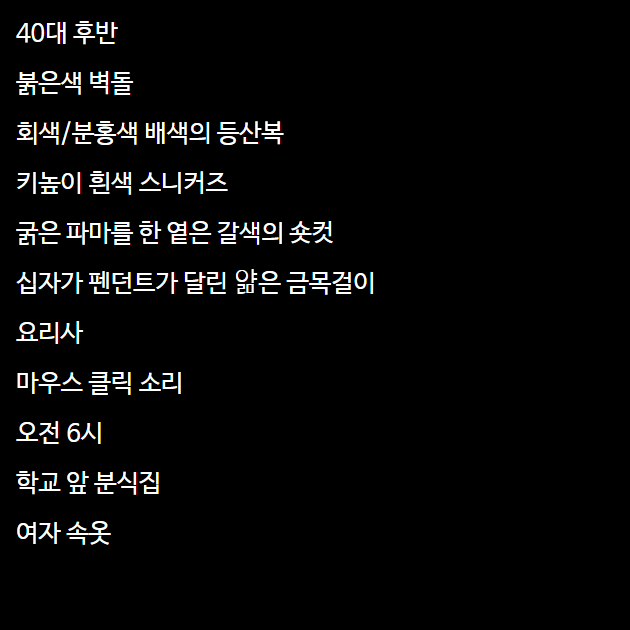 40대 후반
붉은색 벽돌
회색/분홍색 배색의 등산복
키높이 흰색 스니커즈
굵은 파마를 한 옅은 갈색의 숏컷
십자가 펜던트가 달린 얆은 금목걸이
요리사
마우스 클릭 소리
오전 6시
학교 앞 분식집
여자 속옷